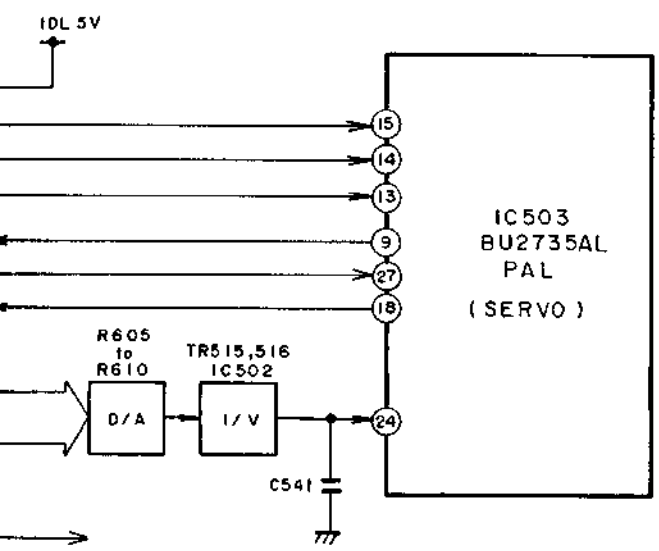 IDL 5V
15
14
13
9
27
18
IC503
BU2735AL
PAL
(SERVO)
R605
to
R610
TR515,516
IC502
D/A
I/V
24
C541